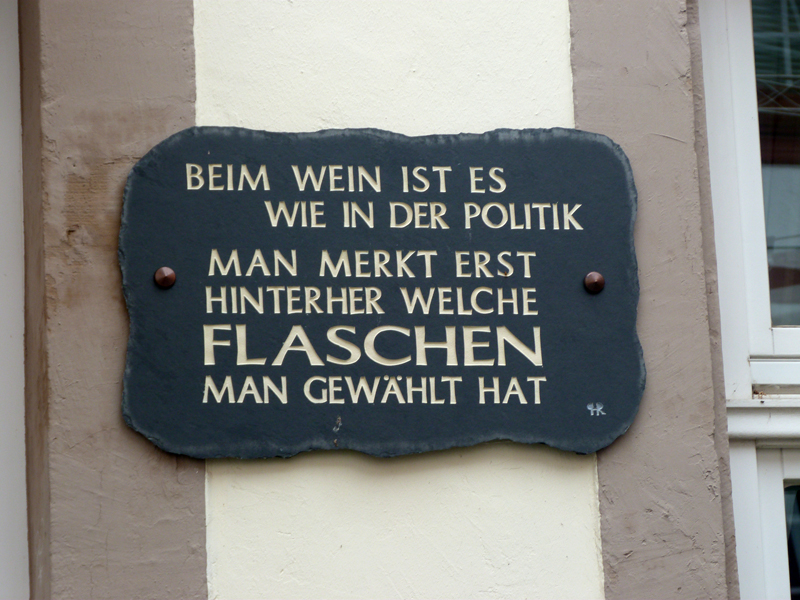 BEIM WEIN IST ES
WIE IN DER POLITIK
MAN MERKT ERST
HINTERHER WELCHE
FLASCHEN
MAN GEWÄHLT HAT